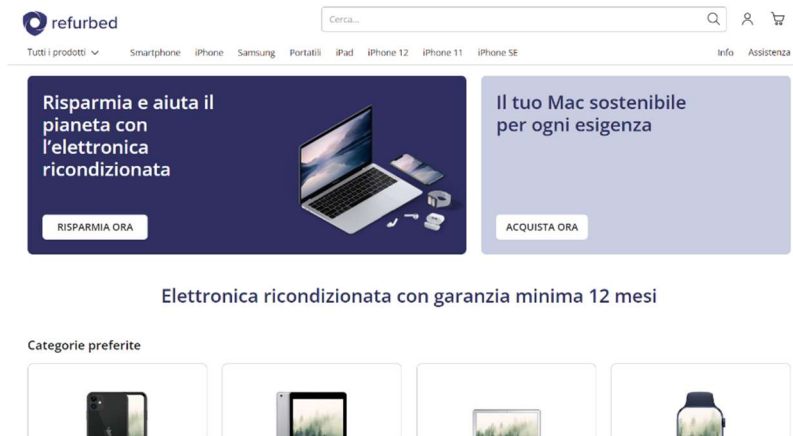 refurbed
Cerca...
Tutti i prodotti
Smartphone iPhone Samsung Portatili iPad iPhone 12 iPhone 11 iPhone SE
Info Assistenza
Risparmia e aiuta il
pianeta con
l'elettronica
ricondizionata
RISPARMIA ORA
Il tuo Mac sostenibile
per ogni esigenza
ACQUISTA ORA
Elettronica ricondizionata con garanzia minima 12 mesi
Categorie preferite